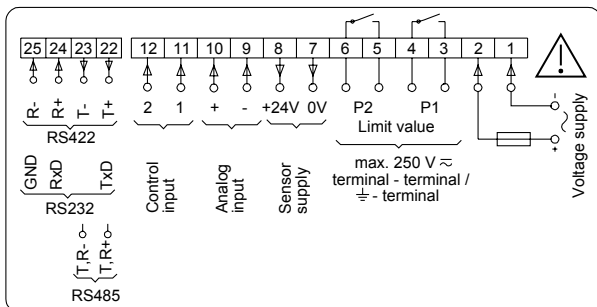 25 24 23 22 12 11 10 9 8 7 6 5 4 3 2 1
R- R+ T- T+ 2 1 + - +24V 0V P2 P1 -
RS422 Limit value +
GND RxD TxD Control input Analog input Sensor supply max. 250 V ≂ Voltage supply
terminal - terminal /
⏚ - terminal
RS232
T,R- T,R+
RS485